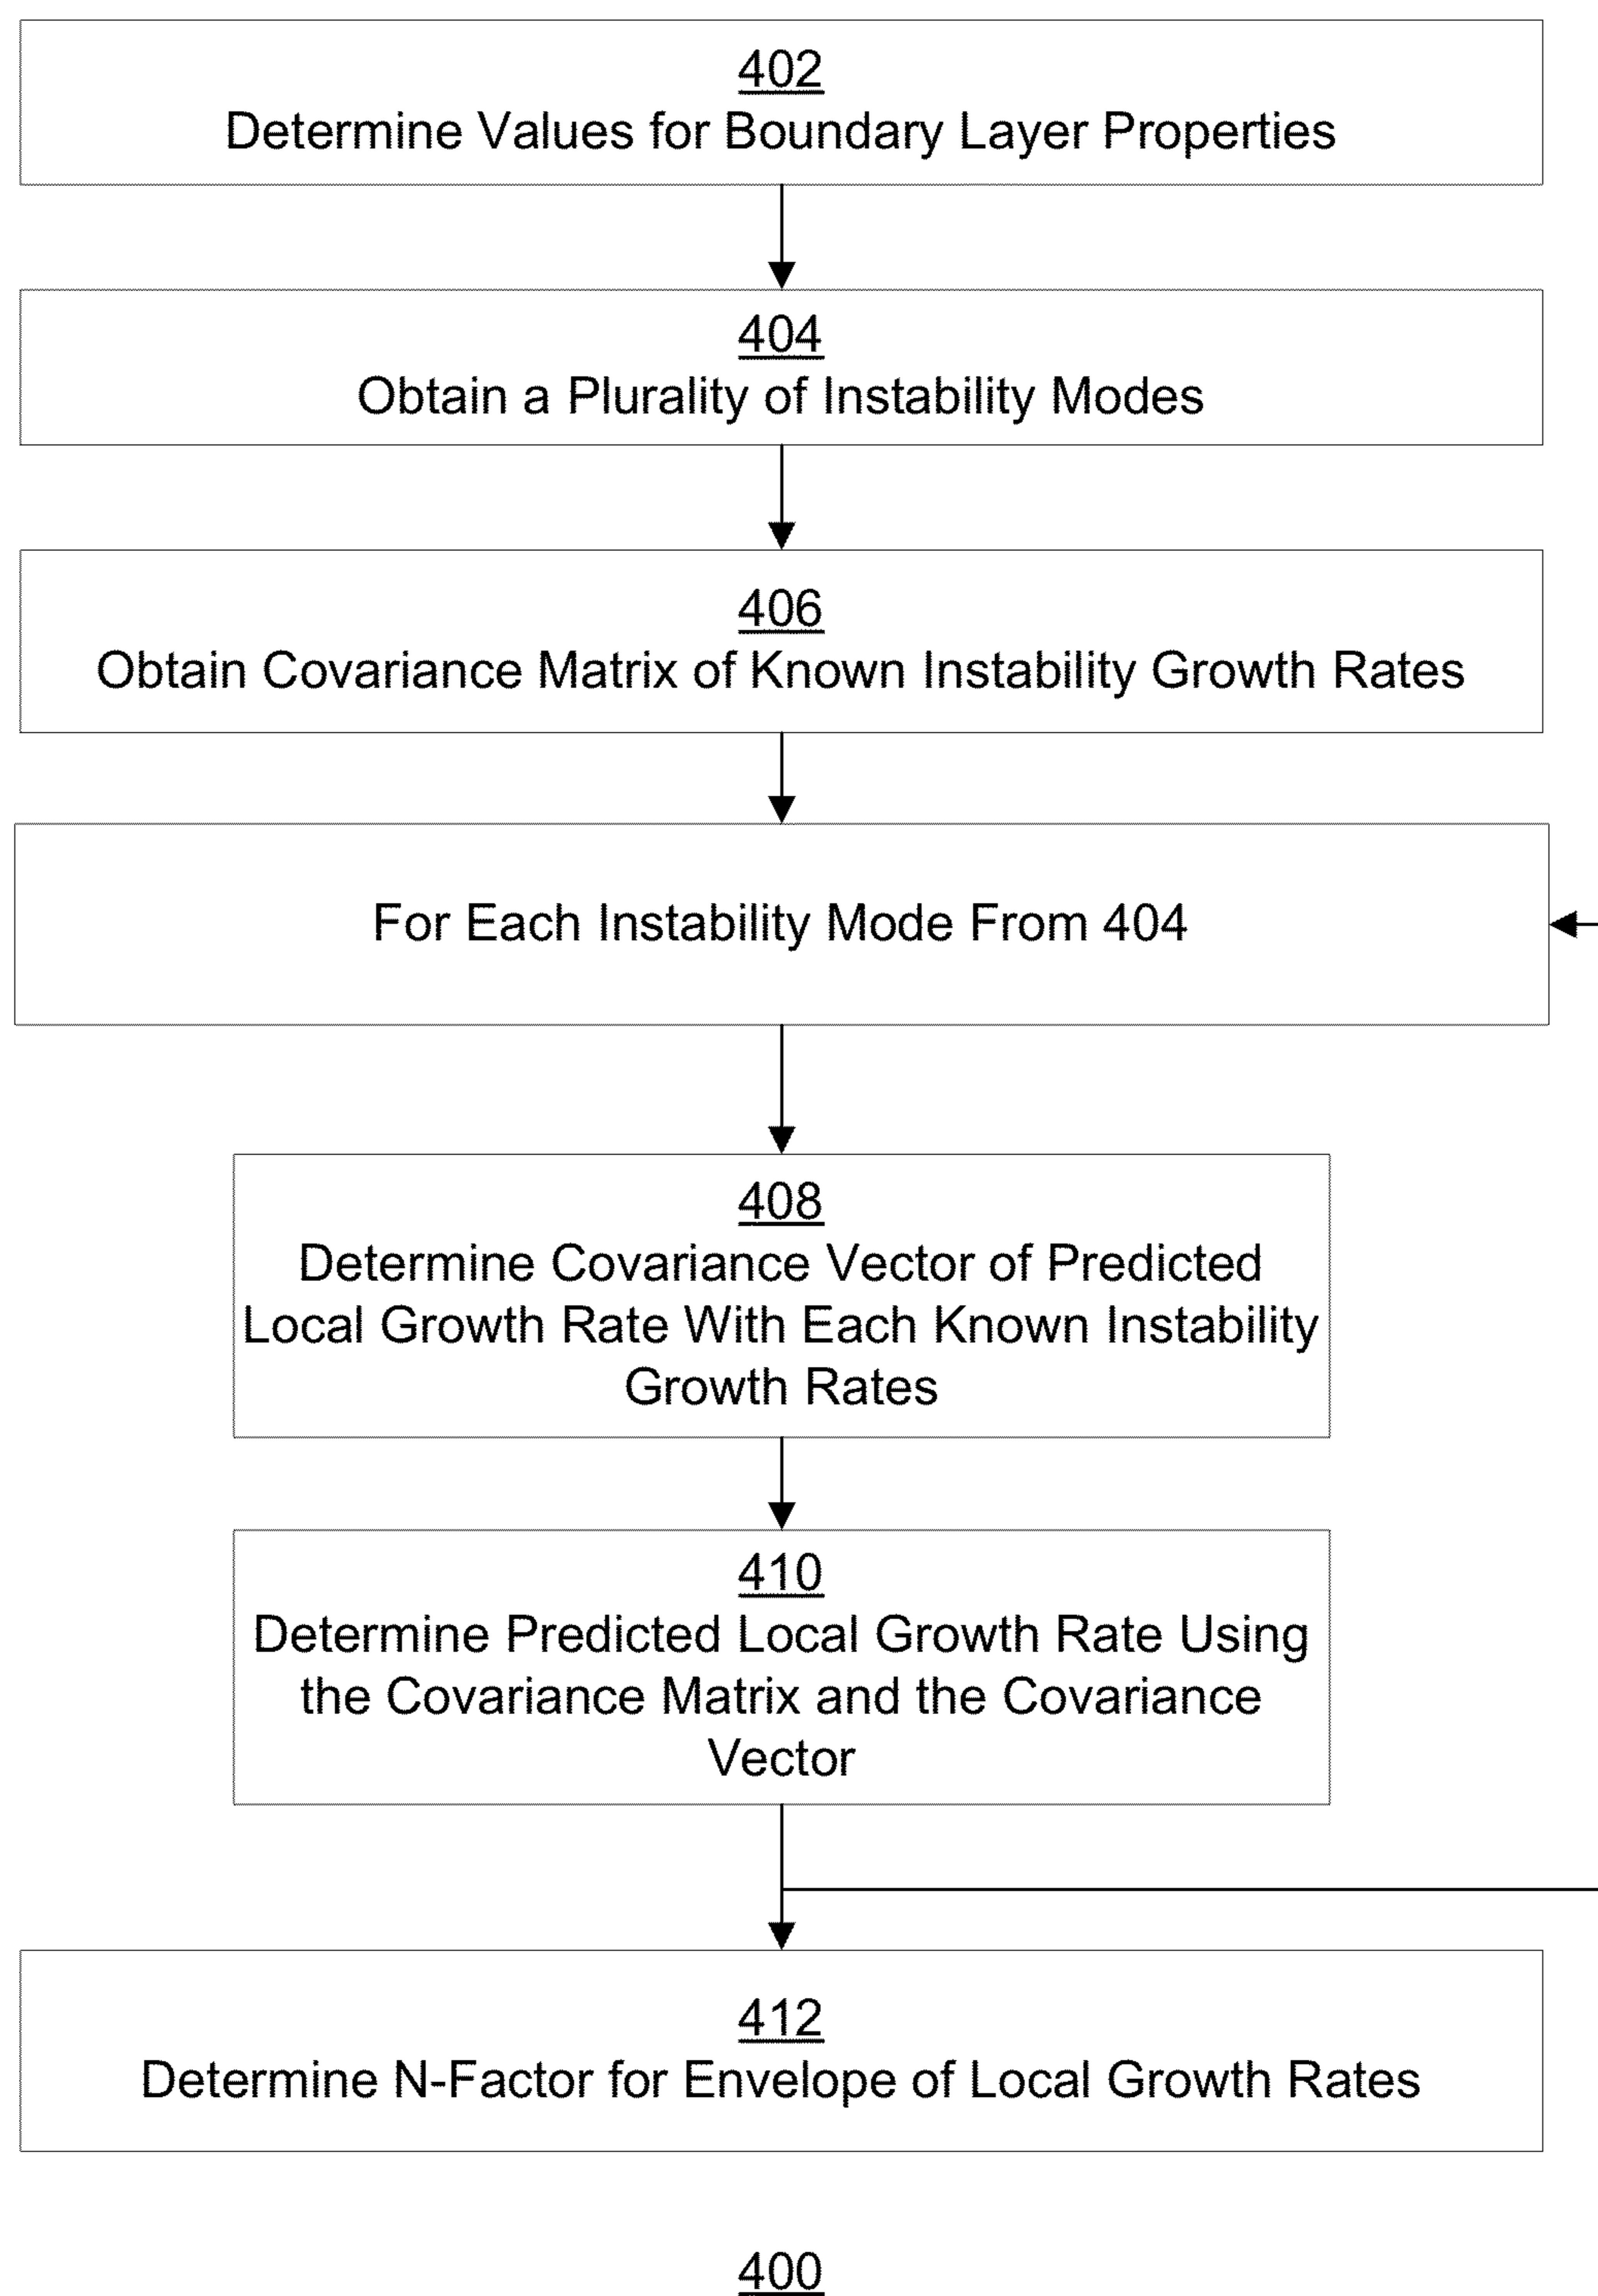 402
Determine Values for Boundary Layer Properties
404
Obtain a Plurality of Instability Modes
406
Obtain Covariance Matrix of Known Instability Growth Rates
For Each Instability Mode From 404
408
Determine Covariance Vector of Predicted
Local Growth Rate With Each Known Instability
Growth Rates
410
Determine Predicted Local Growth Rate Using
the Covariance Matrix and the Covariance
Vector
412
Determine N-Factor for Envelope of Local Growth Rates
400